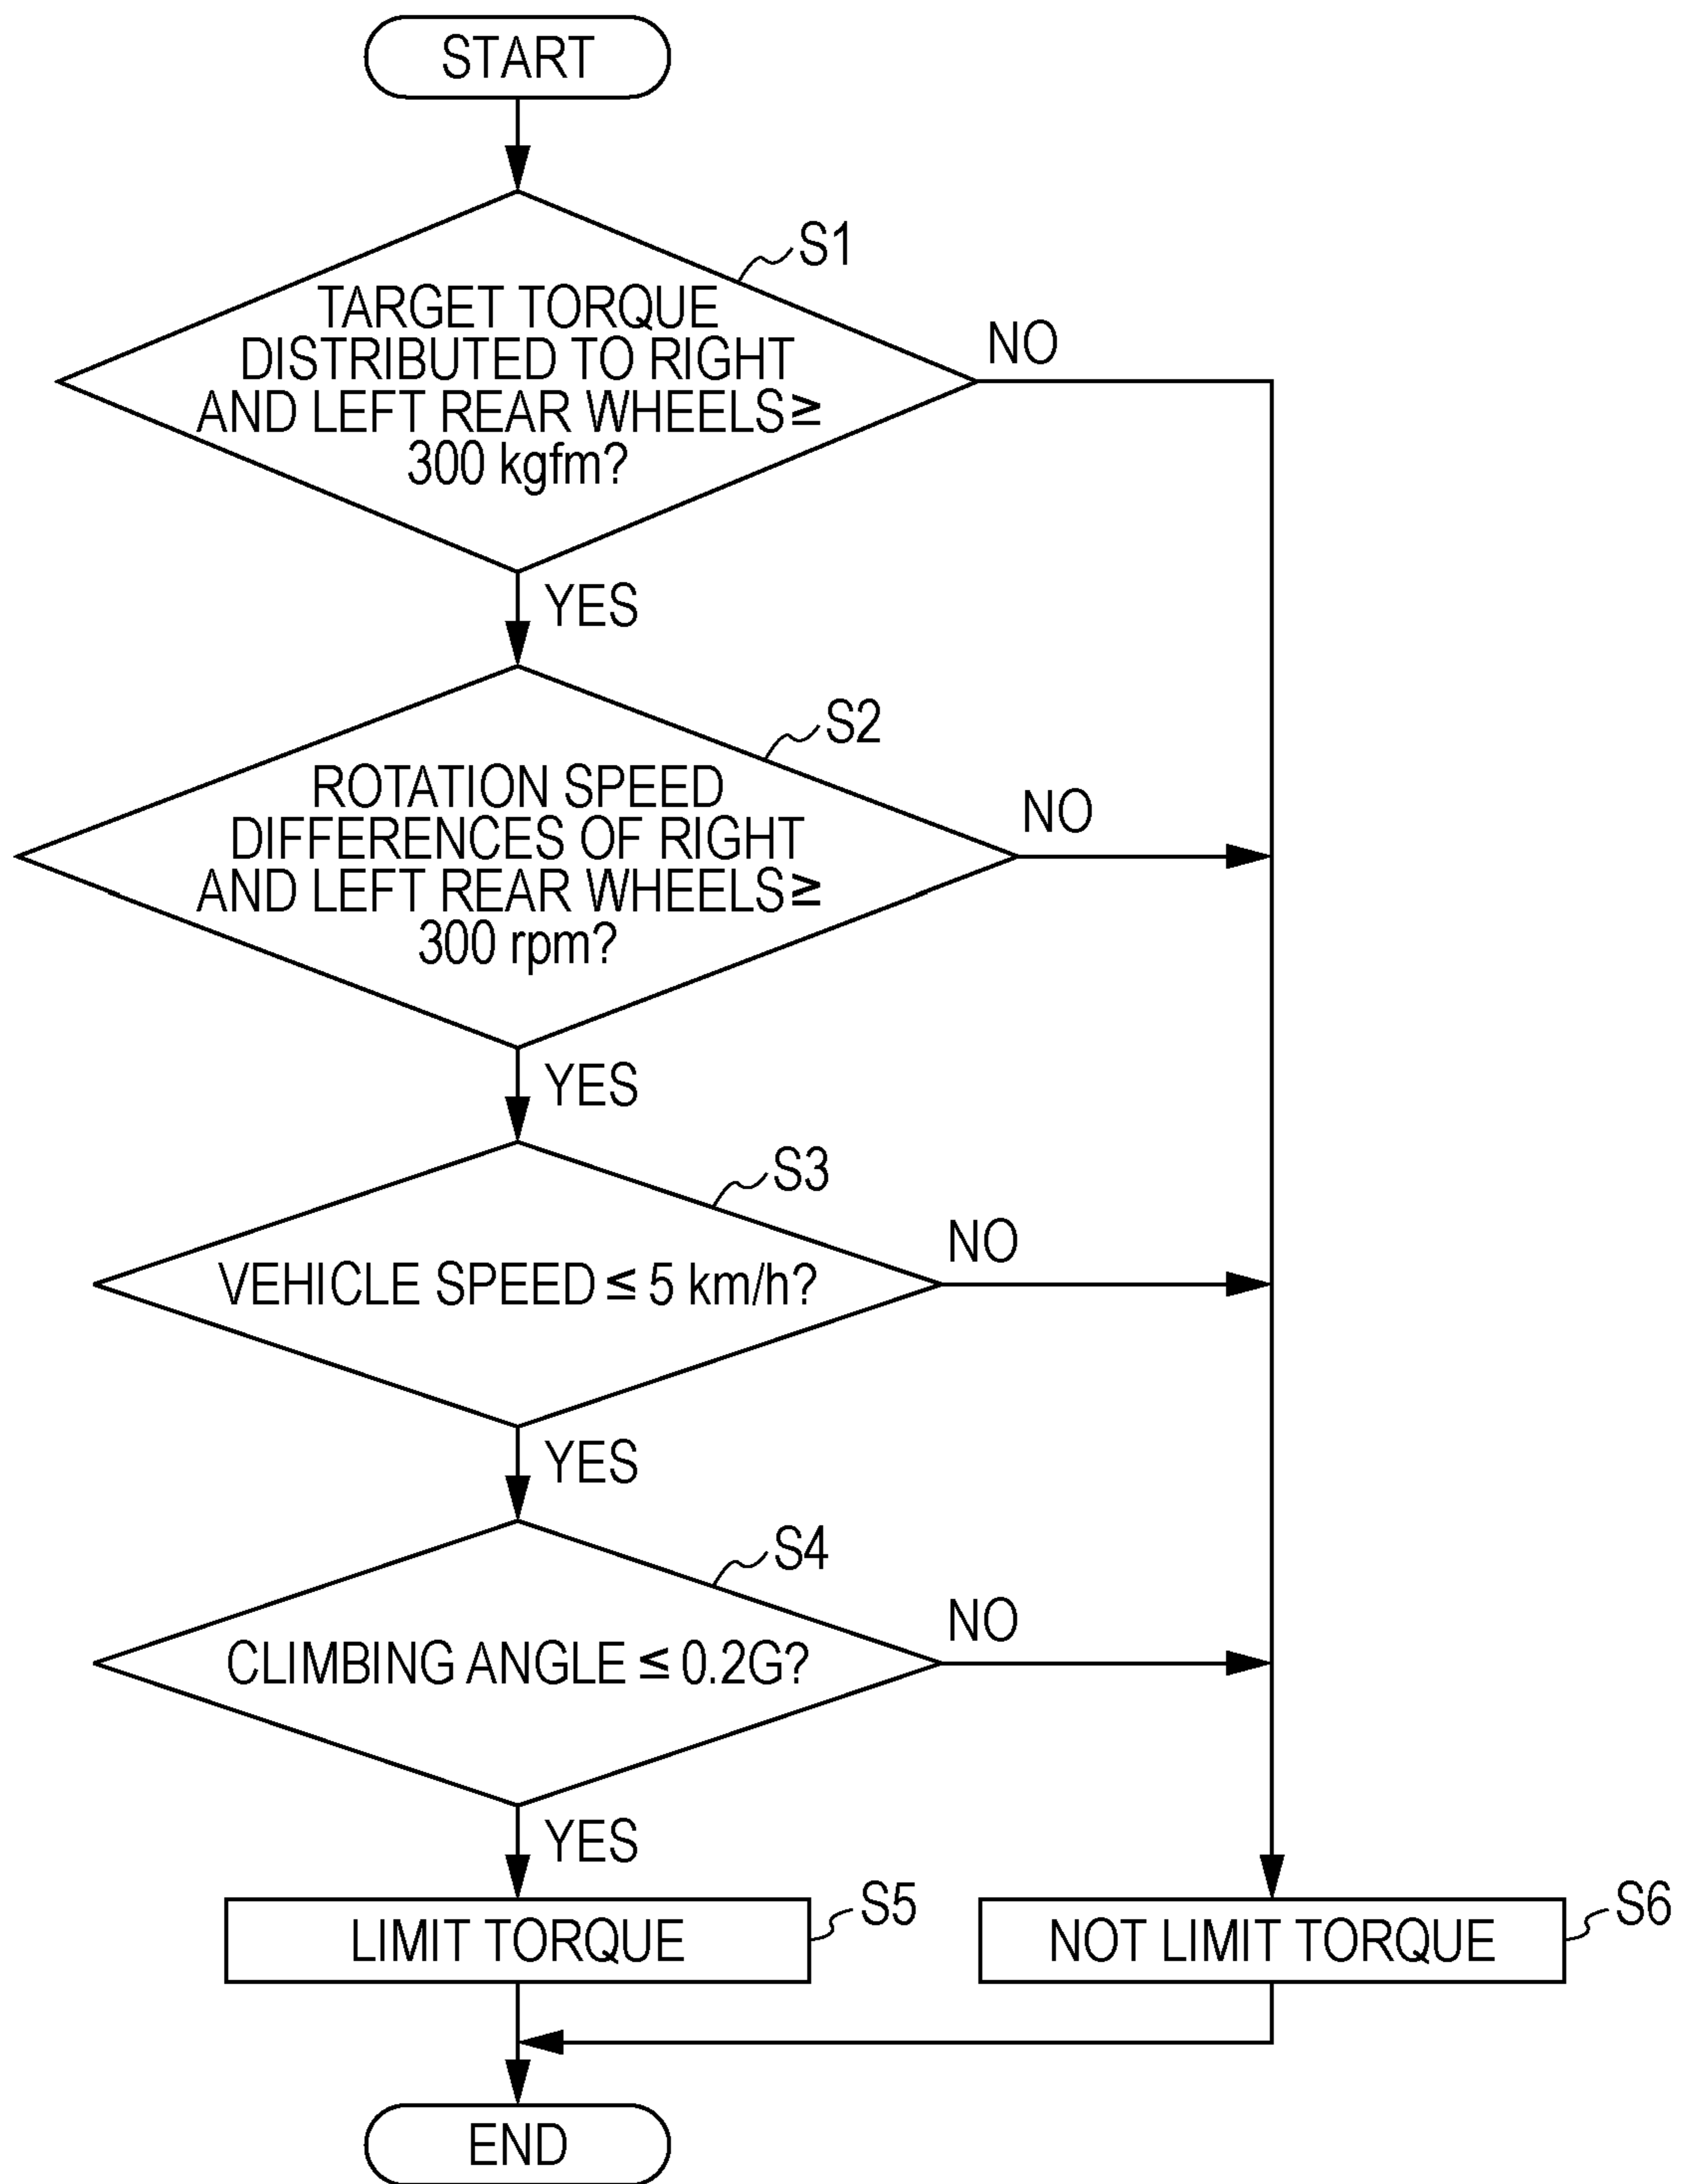 START
S1
TARGET TORQUE
DISTRIBUTED TO RIGHT
AND LEFT REAR WHEELS ≥
300 kgfm?
NO
YES
S2
ROTATION SPEED
DIFFERENCES OF RIGHT
AND LEFT REAR WHEELS ≥
300 rpm?
NO
YES
S3
VEHICLE SPEED ≤ 5 km/h?
NO
YES
S4
CLIMBING ANGLE ≤ 0.2G?
NO
YES
LIMIT TORQUE
S5
NOT LIMIT TORQUE
S6
END